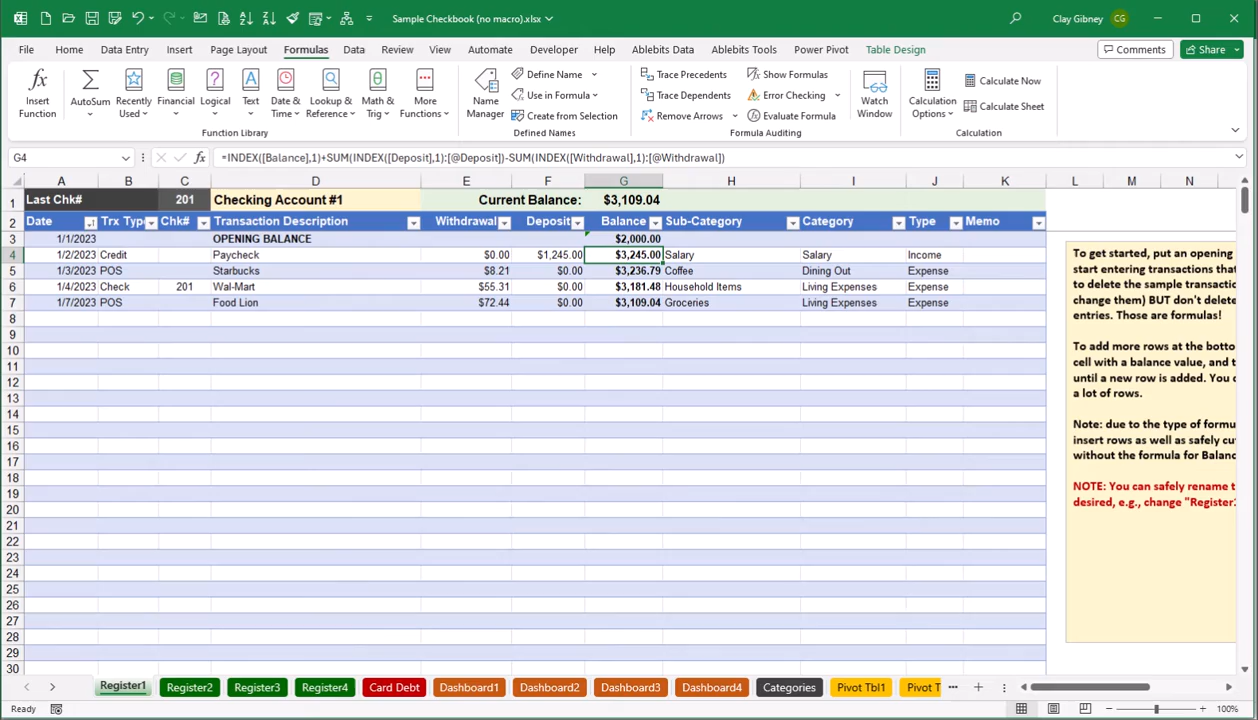 Sample Checkbook (no macro).xlsx
Clay Gibney CG
File Home Data Entry Insert Page Layout Formulas Data Review View Automate Developer Help Ablebits Data Ablebits Tools Power Pivot Table Design Comments Share
Insert Function
AutoSum
Recently Used
Financial
Logical
Text
Date & Time
Lookup & Reference
Math & Trig
More Functions
Function Library
Name Manager
Define Name
Use in Formula
Create from Selection
Defined Names
Trace Precedents
Trace Dependents
Remove Arrows
Show Formulas
Error Checking
Evaluate Formula
Formula Auditing
Watch Window
Calculation Options
Calculate Now
Calculate Sheet
Calculation
G4 fx =INDEX([Balance],1)+SUM(INDEX([Deposit],1):[@Deposit])-SUM(INDEX([Withdrawal],1):[@Withdrawal])
A B C D E F G H I J K L M N
1 Last Chk# 201 Checking Account #1 Current Balance: $3,109.04
2 Date Trx Typ Chk# Transaction Description Withdrawal Deposit Balance Sub-Category Category Type Memo
3 1/1/2023 OPENING BALANCE $2,000.00
4 1/2/2023 Credit Paycheck $0.00 $1,245.00 $3,245.00 Salary Salary Income
5 1/3/2023 POS Starbucks $8.21 $0.00 $3,236.79 Coffee Dining Out Expense
6 1/4/2023 Check 201 Wal-Mart $55.31 $0.00 $3,181.48 Household Items Living Expenses Expense
7 1/7/2023 POS Food Lion $72.44 $0.00 $3,109.04 Groceries Living Expenses Expense
8
9
10
11
12
13
14
15
16
17
18
19
20
21
22
23
24
25
26
27
28
29
30
To get started, put an opening
start entering transactions that
to delete the sample transactio
change them) BUT don't delete
entries. Those are formulas!
To add more rows at the botto
cell with a balance value, and t
until a new row is added. You c
a lot of rows.
Note: due to the type of formu
insert rows as well as safely cu
without the formula for Balanc
NOTE: You can safely rename t
desired, e.g., change "Register1
Register1 Register2 Register3 Register4 Card Debt Dashboard1 Dashboard2 Dashboard3 Dashboard4 Categories Pivot Tbl1 Pivot T
Ready 100%